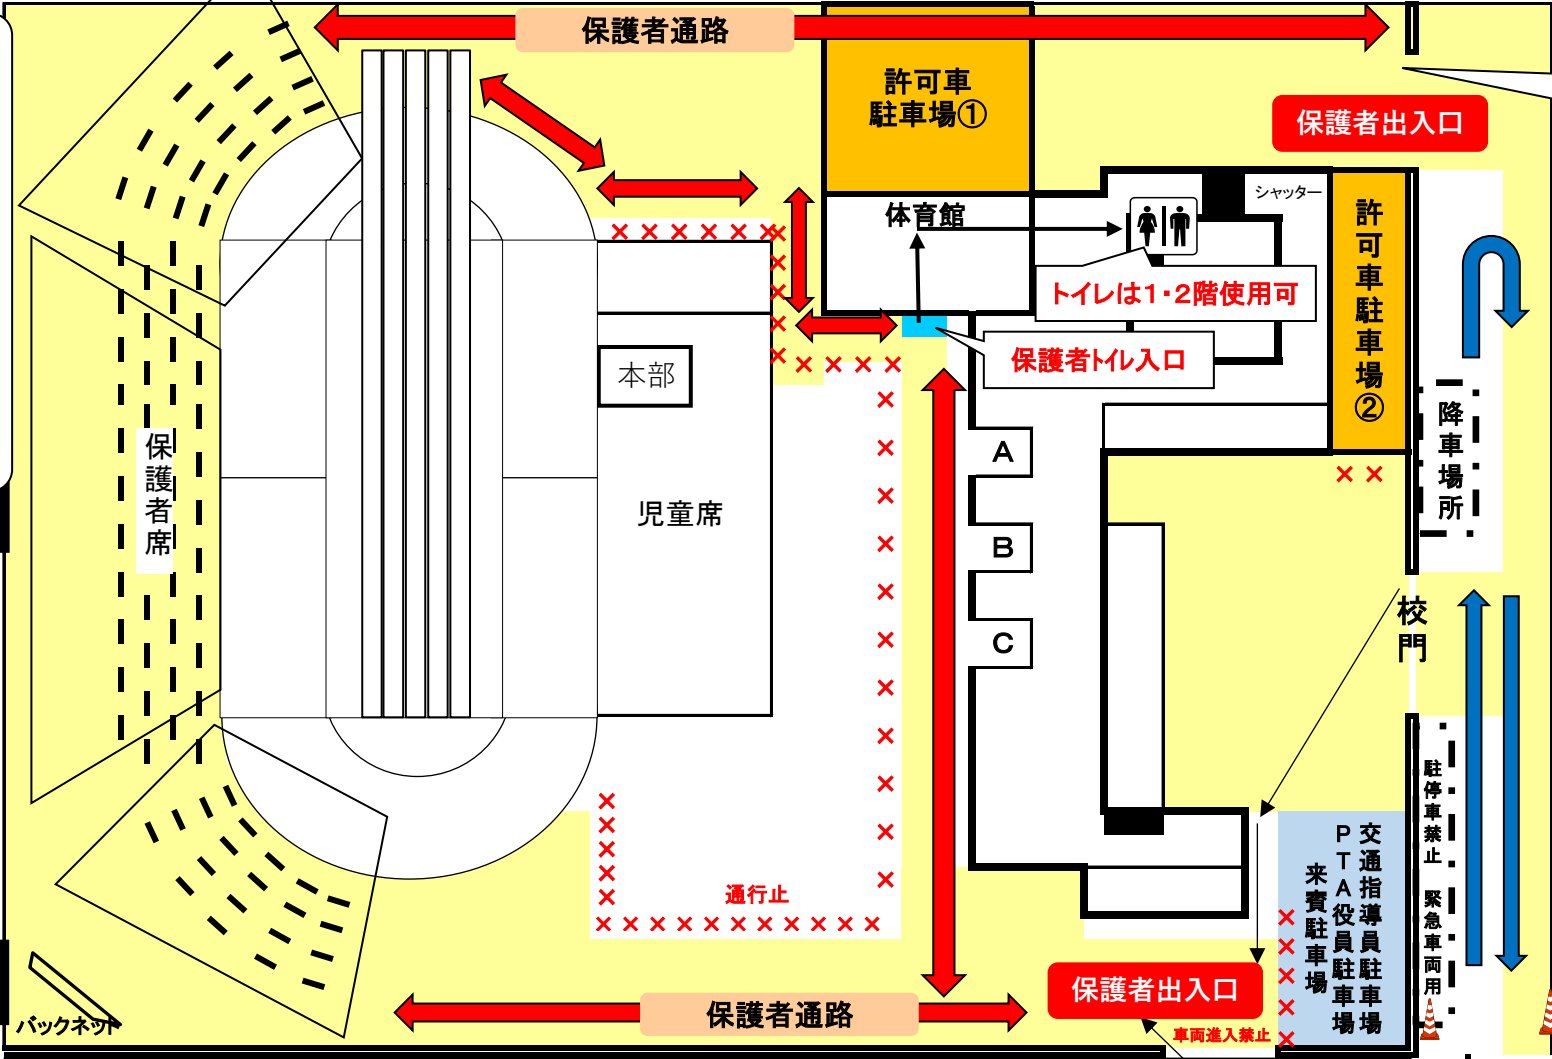 保護者通路
許可車
駐車場①
保護者出入口
シャッター
体育館
許可車駐車場②
トイレは1・2階使用可
保護者トイレ入口
本部
降車場所
A
保護者席
児童席
B
校門
C
駐停車禁止　緊急車両用
交通指導員駐車場
PTA役員駐車場
来賓駐車場
通行止
保護者出入口
保護者通路
バックネット
車両進入禁止